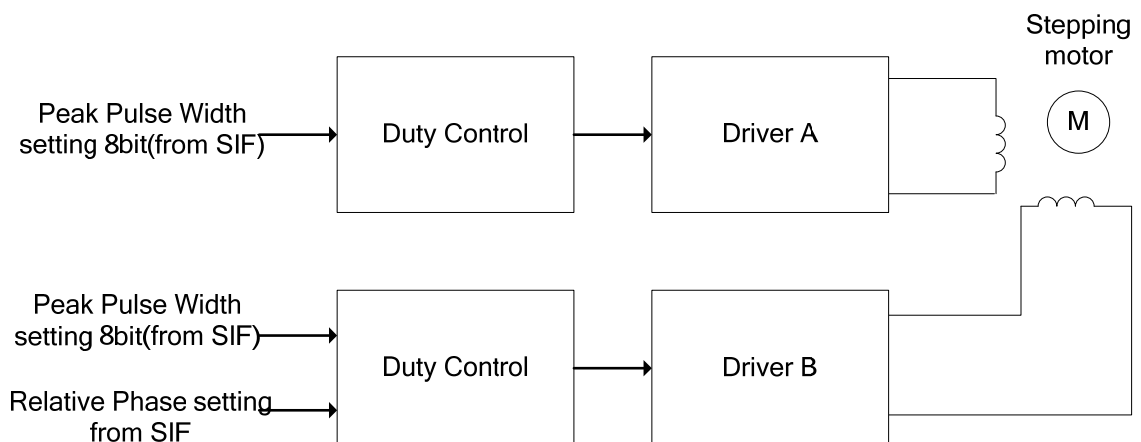 Stepping
motor
Peak Pulse Width
setting 8bit(from SIF)
Duty Control
Driver A
M
Peak Pulse Width
setting 8bit(from SIF)
Duty Control
Driver B
Relative Phase setting
from SIF